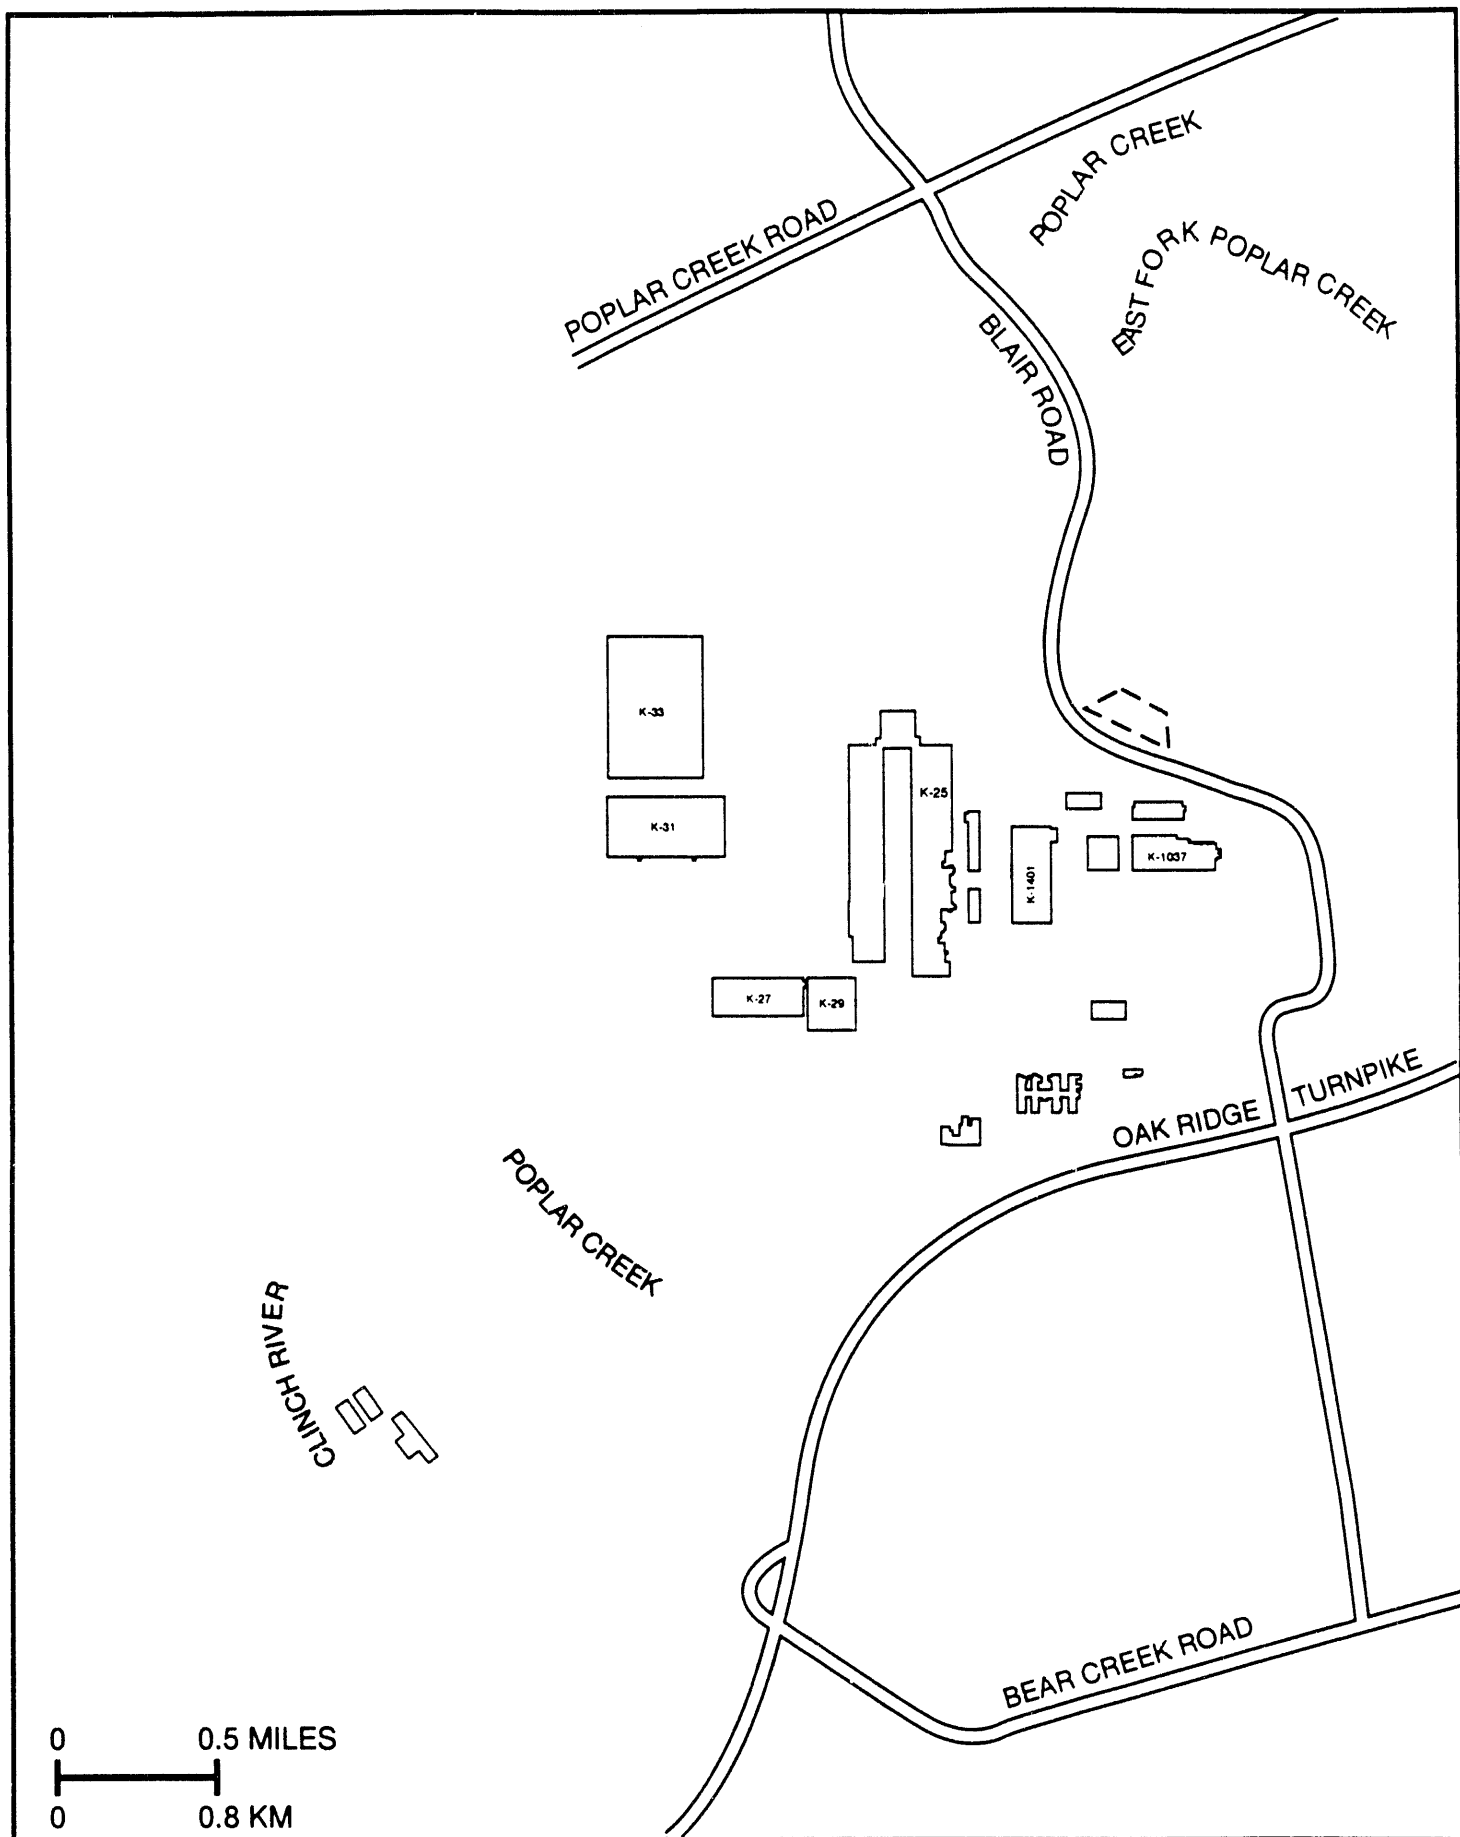 POPLAR CREEK
POPLAR CREEK ROAD
EAST FORK POPLAR CREEK
BLAIR ROAD
K-33
K-25
K-31
K-1037
K-1401
K-27
K-29
OAK RIDGE TURNPIKE
POPLAR CREEK
CLINCH RIVER
BEAR CREEK ROAD
0 0.5 MILES
0 0.8 KM